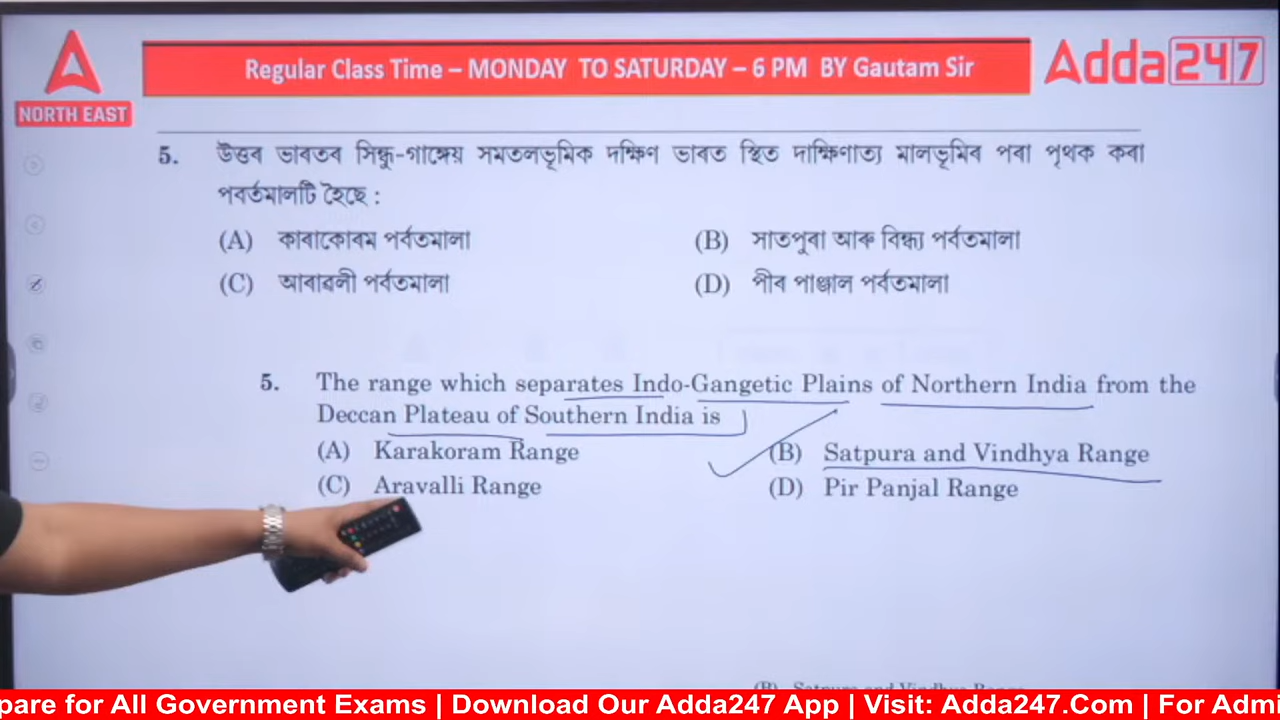 Regular Class Time – MONDAY TO SATURDAY – 6 PM BY Gautam Sir
Adda247
NORTH EAST
5. উত্তৰ ভাৰতৰ সিন্ধু-গাঙ্গেয় সমতলভূমিক দক্ষিণ ভাৰত স্থিত দাক্ষিণাত্য মালভূমিৰ পৰা পৃথক কৰা
পৰ্বতমালাটি হৈছে :
(A) কাৰাকোৰম পৰ্বতমালা
(B) সাতপুৰা আৰু বিন্ধ্য পৰ্বতমালা
(C) আৰাৱলী পৰ্বতমালা
(D) পীৰ পাঞ্জাল পৰ্বতমালা
5. The range which separates Indo-Gangetic Plains of Northern India from the
Deccan Plateau of Southern India is
(A) Karakoram Range
(B) Satpura and Vindhya Range
(C) Aravalli Range
(D) Pir Panjal Range
(B) Satpura and Vindhya Range
pare for All Government Exams | Download Our Adda247 App | Visit: Adda247.Com | For Admi